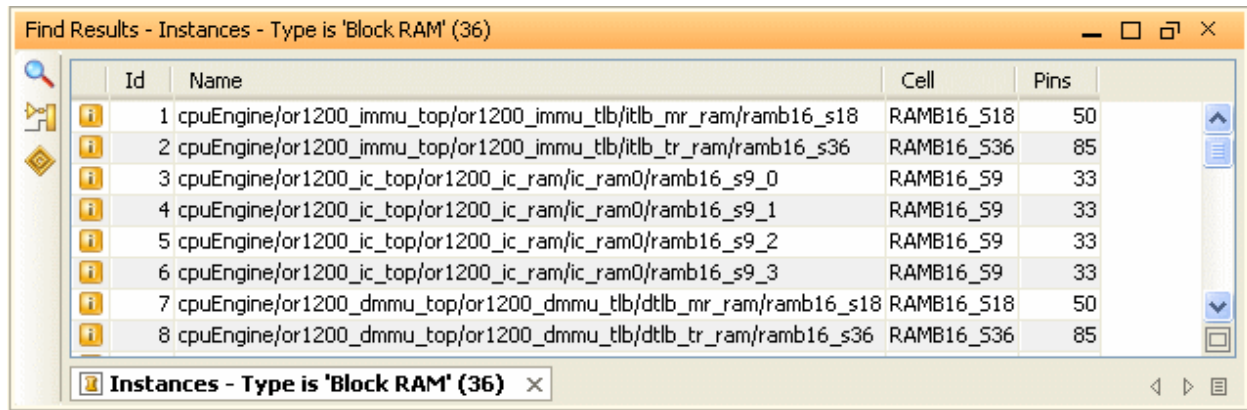 Find Results - Instances - Type is 'Block RAM' (36)
Id Name Cell Pins
1 cpuEngine/or1200_immu_top/or1200_immu_tlb/itlb_mr_ram/ramb16_s18 RAMB16_S18 50
2 cpuEngine/or1200_immu_top/or1200_immu_tlb/itlb_tr_ram/ramb16_s36 RAMB16_S36 85
3 cpuEngine/or1200_ic_top/or1200_ic_ram/ic_ram0/ramb16_s9_0 RAMB16_S9 33
4 cpuEngine/or1200_ic_top/or1200_ic_ram/ic_ram0/ramb16_s9_1 RAMB16_S9 33
5 cpuEngine/or1200_ic_top/or1200_ic_ram/ic_ram0/ramb16_s9_2 RAMB16_S9 33
6 cpuEngine/or1200_ic_top/or1200_ic_ram/ic_ram0/ramb16_s9_3 RAMB16_S9 33
7 cpuEngine/or1200_dmmu_top/or1200_dmmu_tlb/dtlb_mr_ram/ramb16_s18 RAMB16_S18 50
8 cpuEngine/or1200_dmmu_top/or1200_dmmu_tlb/dtlb_tr_ram/ramb16_s36 RAMB16_S36 85
Instances - Type is 'Block RAM' (36)